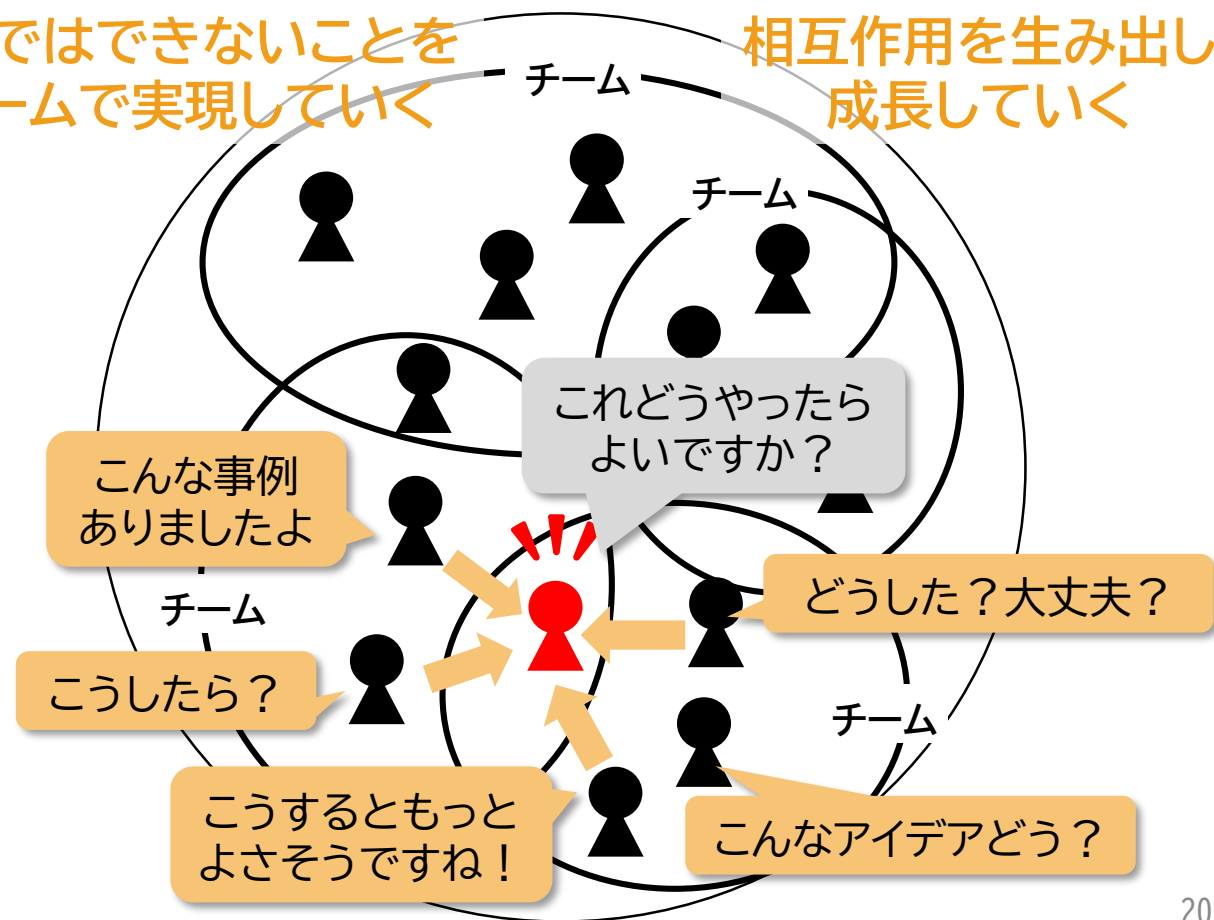 ではできないことを
ームで実現していく
相互作用を生み出し
成長していく
チーム
チーム
これどうやったら
よいですか？
こんな事例
ありましたよ
どうした？大丈夫？
チーム
こうしたら？
チーム
こうするともっと
よさそうですね！
こんなアイデアどう？
20